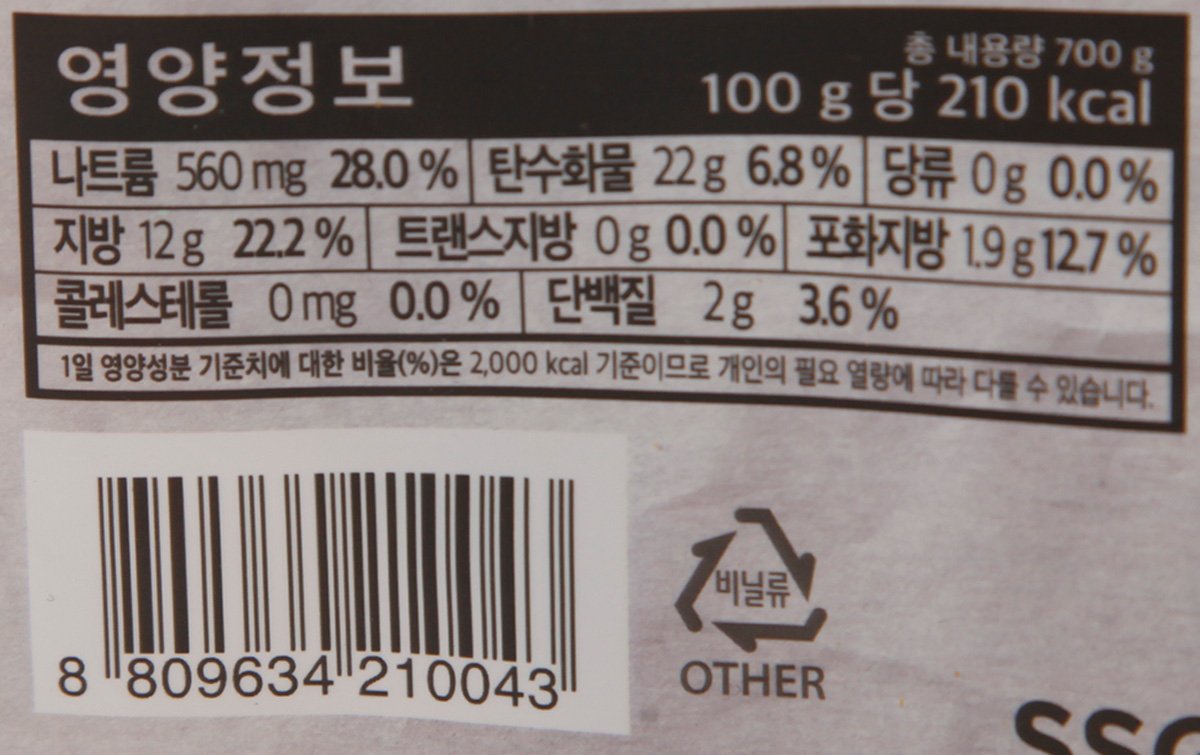 영양정보
총 내용량 700 g
100 g 당 210 kcal
나트륨 560 mg 28.0 % 탄수화물 22 g 6.8 % 당류 0 g 0.0 %
지방 12 g 22.2 % 트랜스지방 0 g 0.0 % 포화지방 1.9 g 12.7 %
콜레스테롤 0 mg 0.0 % 단백질 2 g 3.6 %
1일 영양성분 기준치에 대한 비율(%)은 2,000 kcal 기준이므로 개인의 필요 열량에 따라 다를 수 있습니다.
8 809634 210043
비닐류
OTHER